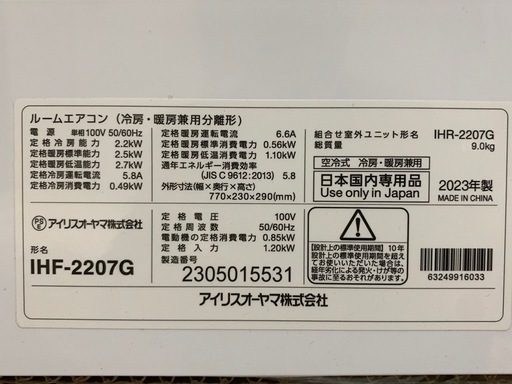 ルームエアコン（冷房・暖房兼用分離形）
電源 単相100V 50/60Hz
定格冷房能力 2.2kW
定格暖房標準能力 2.5kW
定格暖房低温能力 2.7kW
定格冷房運転電流 5.8A
定格冷房消費電力 0.49kW
定格暖房運転電流 6.6A
定格暖房標準消費電力 0.56kW
定格暖房低温消費電力 1.10kW
通年エネルギー消費効率
(JIS C 9612:2013) 5.8
外形寸法(幅×奥行×高さ)
770×230×290(mm)
組合せ室外ユニット形名 IHR-2207G
総質量 9.0kg
空冷式 冷房・暖房兼用
日本国内専用品
Use only in Japan
2023年製
MADE IN CHINA
PSE
アイリスオーヤマ株式会社
形名
IHF-2207G
定格電圧 100V
定格周波数 50/60Hz
電動機の定格消費電力 0.85kW
定格入力 1.20kW
製造番号
2305015531
【設計上の標準使用期間】10年
設計上の標準使用期間を超えて
お使いいただいた場合は、
経年劣化による発火・けが等の
事故に至るおそれがあります。
63249916033
アイリスオーヤマ株式会社